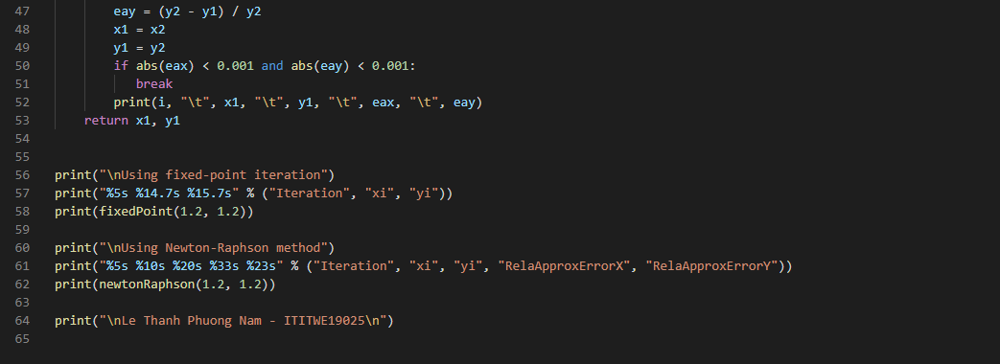 47 eay = (y2 - y1) / y2
48 x1 = x2
49 y1 = y2
50 if abs(eax) < 0.001 and abs(eay) < 0.001:
51 break
52 print(i, "\t", x1, "\t", y1, "\t", eax, "\t", eay)
53 return x1, y1
54
55
56 print("\nUsing fixed-point iteration")
57 print("%5s %14.7s %15.7s" % ("Iteration", "xi", "yi"))
58 print(fixedPoint(1.2, 1.2))
59
60 print("\nUsing Newton-Raphson method")
61 print("%5s %10s %20s %33s %23s" % ("Iteration", "xi", "yi", "RelaApproxErrorX", "RelaApproxErrorY"))
62 print(newtonRaphson(1.2, 1.2))
63
64 print("\nLe Thanh Phuong Nam - ITITWE19025\n")
65